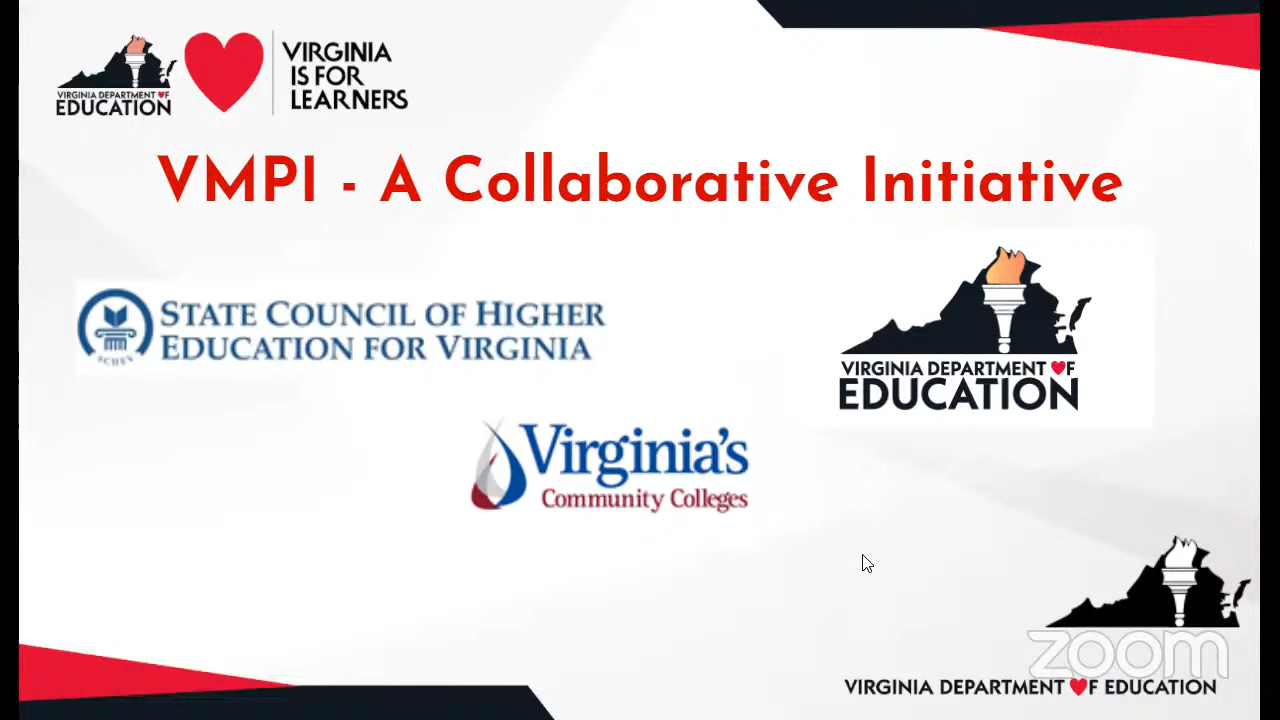 VIRGINIA DEPARTMENT OF
EDUCATION
VIRGINIA
IS FOR
LEARNERS
VMPI - A Collaborative Initiative
SCHEV
STATE COUNCIL OF HIGHER
EDUCATION FOR VIRGINIA
VIRGINIA DEPARTMENT OF
EDUCATION
Virginia's
Community Colleges
zoom
VIRGINIA DEPARTMENT OF EDUCATION